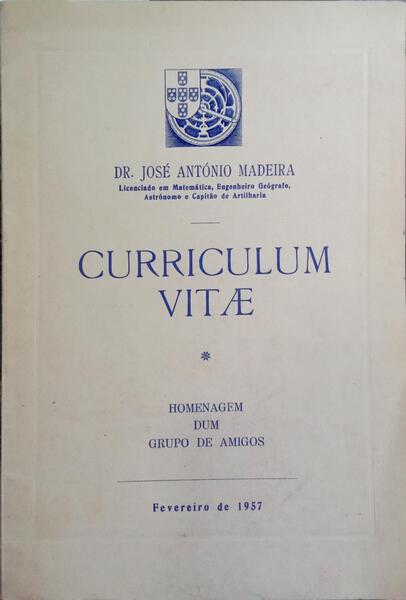 DR. JOSÉ ANTÓNIO MADEIRA
Licenciado em Matemática, Engenheiro Geógrafo,
Astrónomo e Capitão de Artilharia
CURRICULUM
VITÆ
HOMENAGEM
DUM
GRUPO DE AMIGOS
Fevereiro de 1957